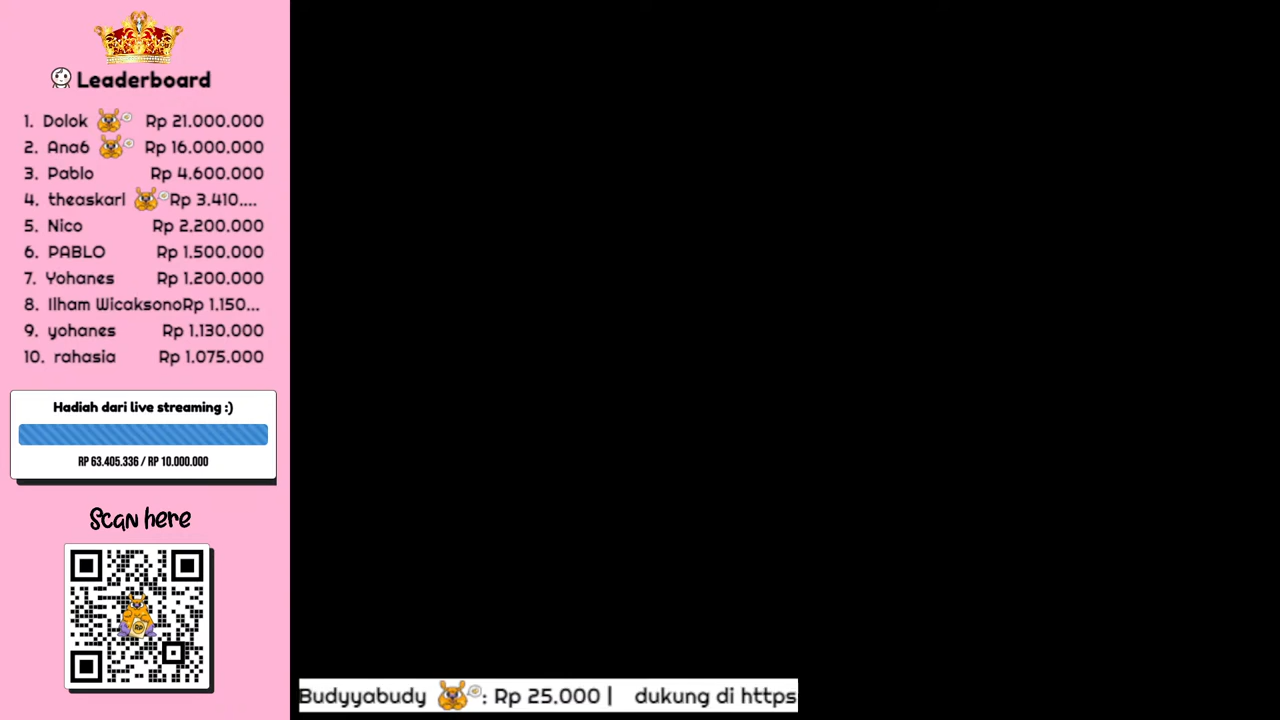 Leaderboard
1. Dolok Rp 21.000.000
2. Ana6 Rp 16.000.000
3. Pablo Rp 4.600.000
4. theaskarl Rp 3.410....
5. Nico Rp 2.200.000
6. PABLO Rp 1.500.000
7. Yohanes Rp 1.200.000
8. Ilham WicaksonoRp 1.150...
9. yohanes Rp 1.130.000
10. rahasia Rp 1.075.000
Hadiah dari live streaming :)
RP 63.405.336 / RP 10.000.000
Scan here
RP
Budyyabudy : Rp 25.000 | dukung di https